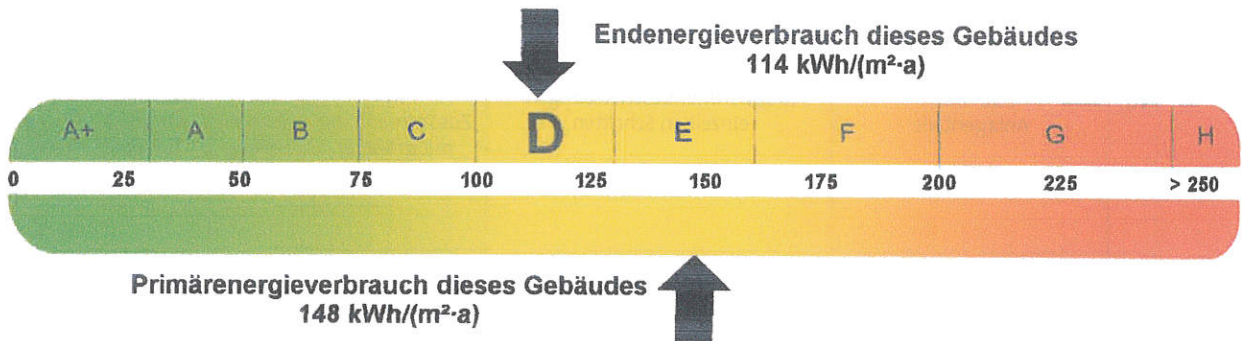 Endenergieverbrauch dieses Gebäudes
114 kWh/(m²·a)
A+ A B C D E F G H
0 25 50 75 100 125 150 175 200 225 > 250
Primärenergieverbrauch dieses Gebäudes
148 kWh/(m²·a)